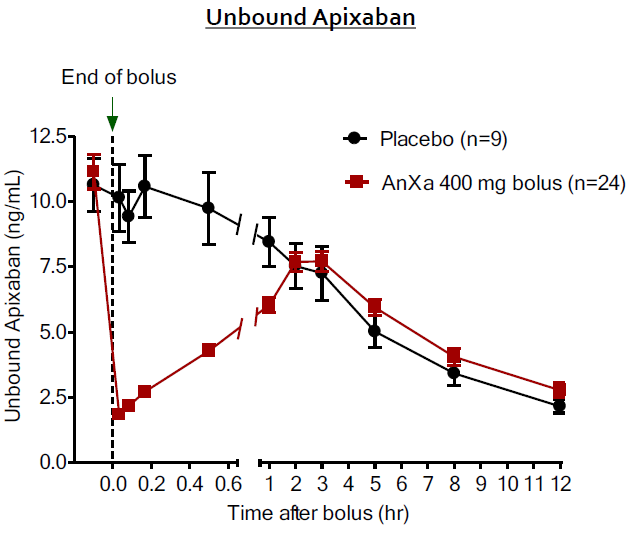 Unbound Apixaban
End of bolus
Placebo (n=9)
AnXa 400 mg bolus (n=24)
Unbound Apixaban (ng/mL)
12.5
10.0
7.5
5.0
2.5
0.0
0.0 0.2 0.4 0.6 1 2 3 4 5 6 7 8 9 10 11 12
Time after bolus (hr)